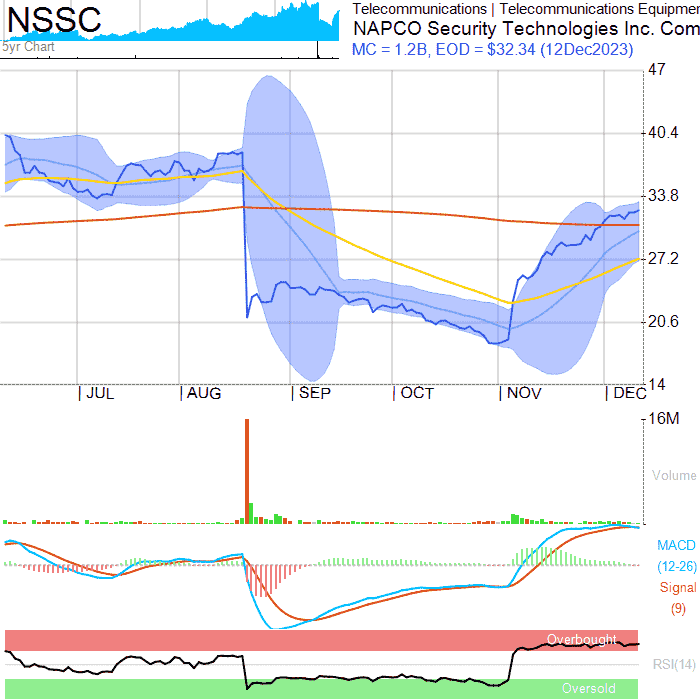 NSSC
5yr Chart
Telecommunications | Telecommunications Equipmen
NAPCO Security Technologies Inc. Com
MC = 1.2B, EOD = $32.34 (12Dec2023)
47
40.4
33.8
27.2
20.6
14
JUL
AUG
SEP
OCT
NOV
DEC
16M
Volume
MACD
(12-26)
Signal
(9)
Overbought
RSI(14)
Oversold